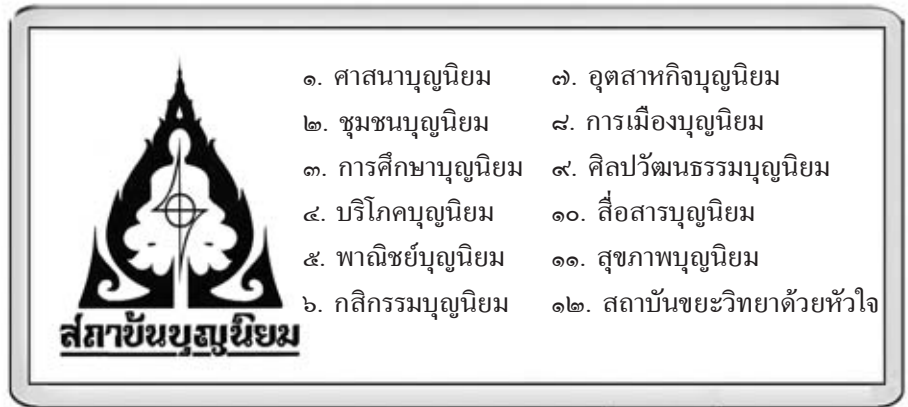 ๑. ศาสนาบุญนิยม
๒. ชุมชนบุญนิยม
๓. การศึกษาบุญนิยม
๔. บริโภคบุญนิยม
๕. พาณิชย์บุญนิยม
๖. กสิกรรมบุญนิยม
๗. อุตสาหกิจบุญนิยม
๘. การเมืองบุญนิยม
๙. ศิลปวัฒนธรรมบุญนิยม
๑๐. สื่อสารบุญนิยม
๑๑. สุขภาพบุญนิยม
๑๒. สถาบันขยะวิทยาด้วยหัวใจ
สถาบันบุญนิยม